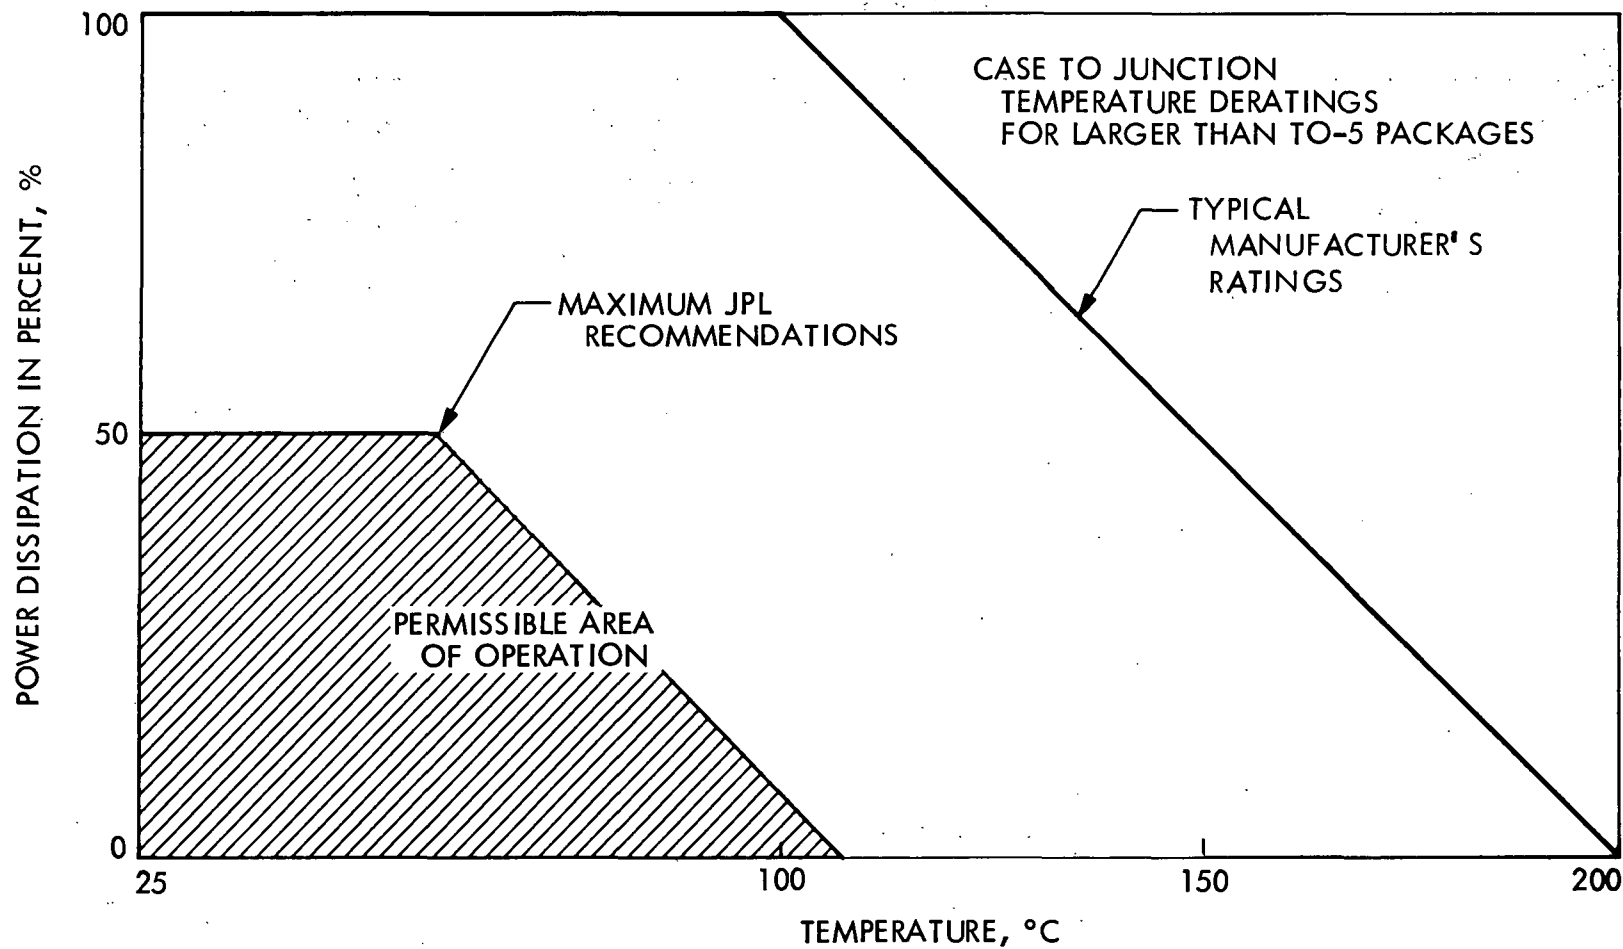 100
CASE TO JUNCTION
TEMPERATURE DERATINGS
FOR LARGER THAN TO-5 PACKAGES
TYPICAL
MANUFACTURER'S
RATINGS
MAXIMUM JPL
RECOMMENDATIONS
POWER DISSIPATION IN PERCENT, %
50
PERMISSIBLE AREA
OF OPERATION
0
25
100
150
200
TEMPERATURE, °C